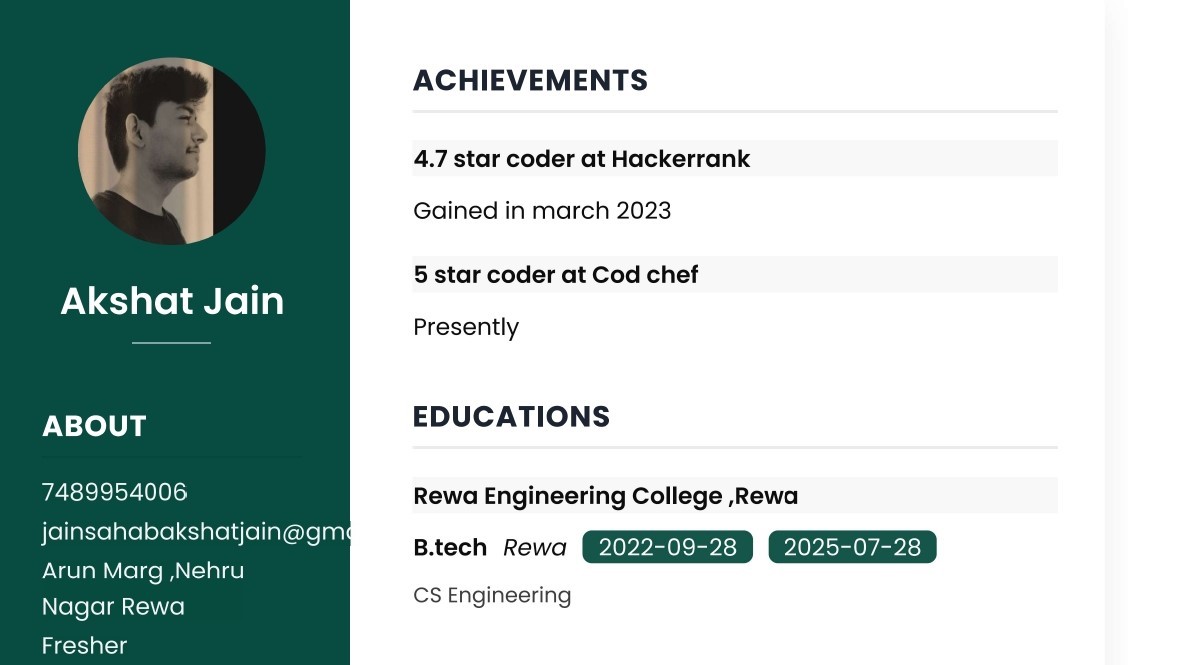 Akshat Jain
ABOUT
7489954006
jainsahabakshatjain@gma
Arun Marg ,Nehru
Nagar Rewa
Fresher
ACHIEVEMENTS
4.7 star coder at Hackerrank
Gained in march 2023
5 star coder at Cod chef
Presently
EDUCATIONS
Rewa Engineering College ,Rewa
B.tech Rewa 2022-09-28 2025-07-28
CS Engineering